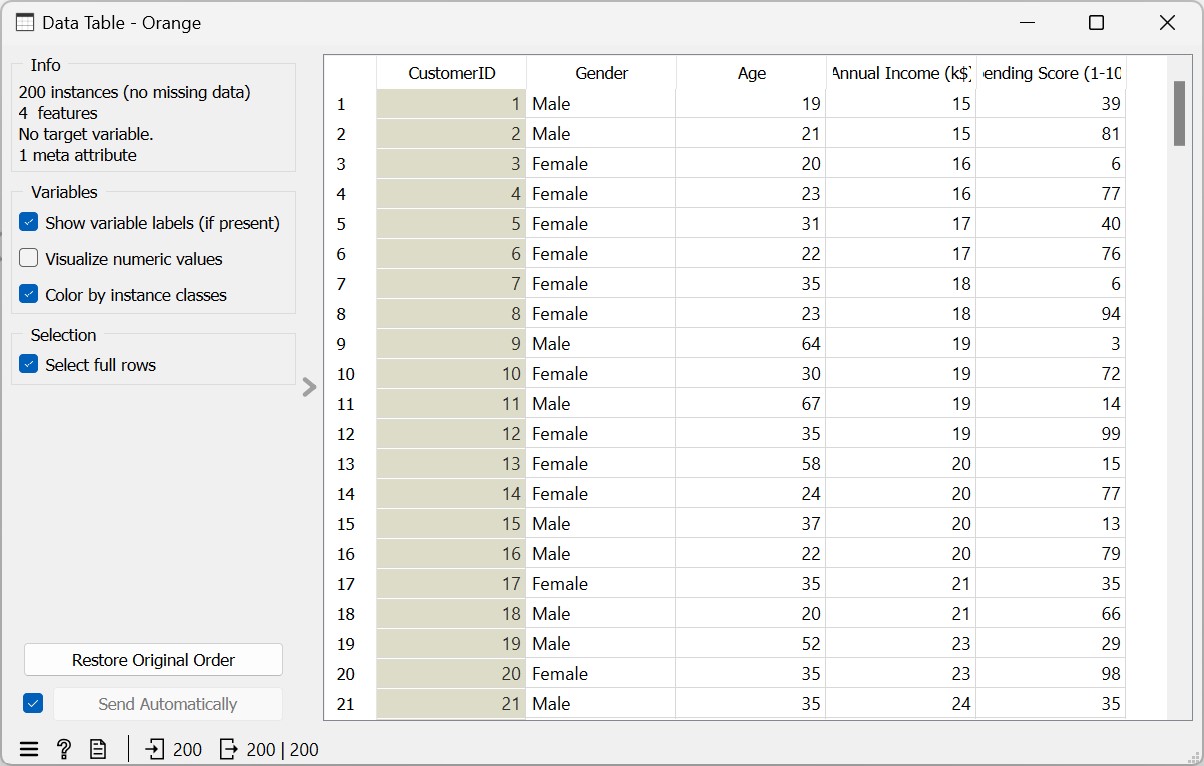 Data Table - Orange
Info
200 instances (no missing data)
4 features
No target variable.
1 meta attribute
Variables
Show variable labels (if present)
Visualize numeric values
Color by instance classes
Selection
Select full rows
Restore Original Order
Send Automatically
200 200 | 200
CustomerID Gender Age Annual Income (k$) pending Score (1-10
1 1 Male 19 15 39
2 2 Male 21 15 81
3 3 Female 20 16 6
4 4 Female 23 16 77
5 5 Female 31 17 40
6 6 Female 22 17 76
7 7 Female 35 18 6
8 8 Female 23 18 94
9 9 Male 64 19 3
10 10 Female 30 19 72
11 11 Male 67 19 14
12 12 Female 35 19 99
13 13 Female 58 20 15
14 14 Female 24 20 77
15 15 Male 37 20 13
16 16 Male 22 20 79
17 17 Female 35 21 35
18 18 Male 20 21 66
19 19 Male 52 23 29
20 20 Female 35 23 98
21 21 Male 35 24 35